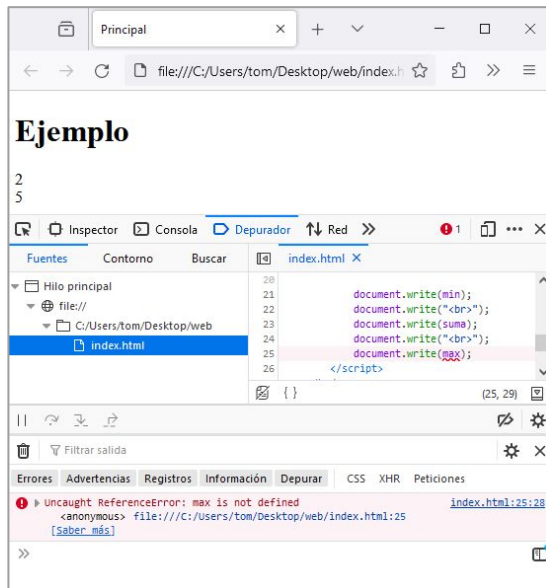 Principal
file:///C:/Users/tom/Desktop/web/index.h
Ejemplo
2
5
Inspector Consola Depurador Red 1
Fuentes Contorno Buscar index.html
Hilo principal
file://
C:/Users/tom/Desktop/web
index.html
20
21 document.write(min);
22 document.write("<br>");
23 document.write(suma);
24 document.write("<br>");
25 document.write(max);
26 </script>
{ } (25, 29)
Filtrar salida
Errores Advertencias Registros Información Depurar CSS XHR Peticiones
Uncaught ReferenceError: max is not defined index.html:25:28
<anonymous> file:///C:/Users/tom/Desktop/web/index.html:25
[Saber más]